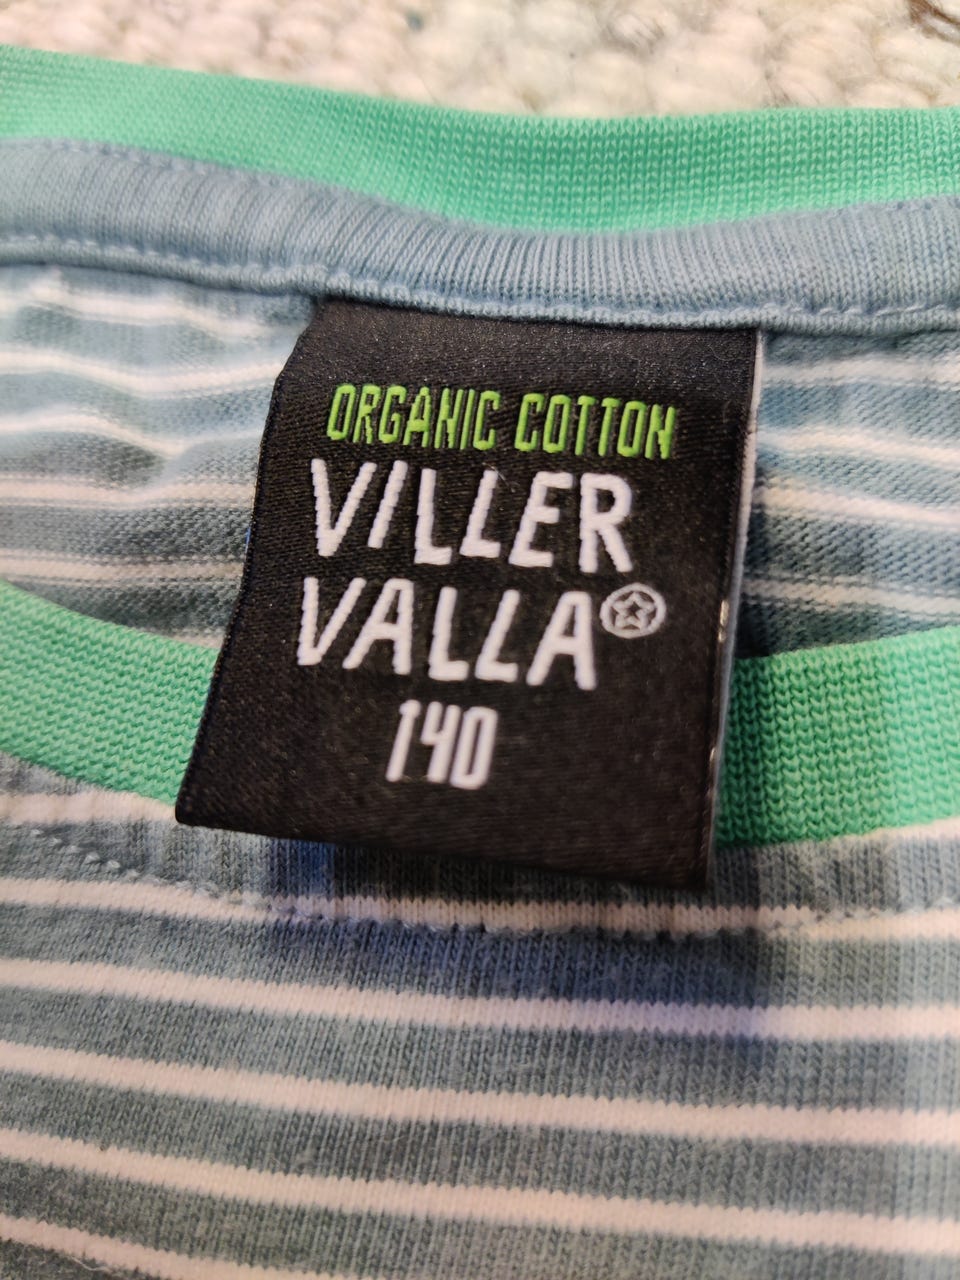 ORGANIC COTTON
VILLER
VALLA
140